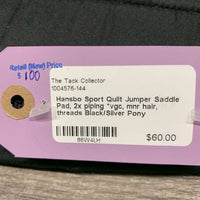 Retail (New) Price
$100
The Tack Collector
1004576-144
Hansbo Sport Quilt Jumper Saddle
Pad, 2x piping *vgc, mnr hair,
threads Black/Silver Pony
66W4LH
$60.00